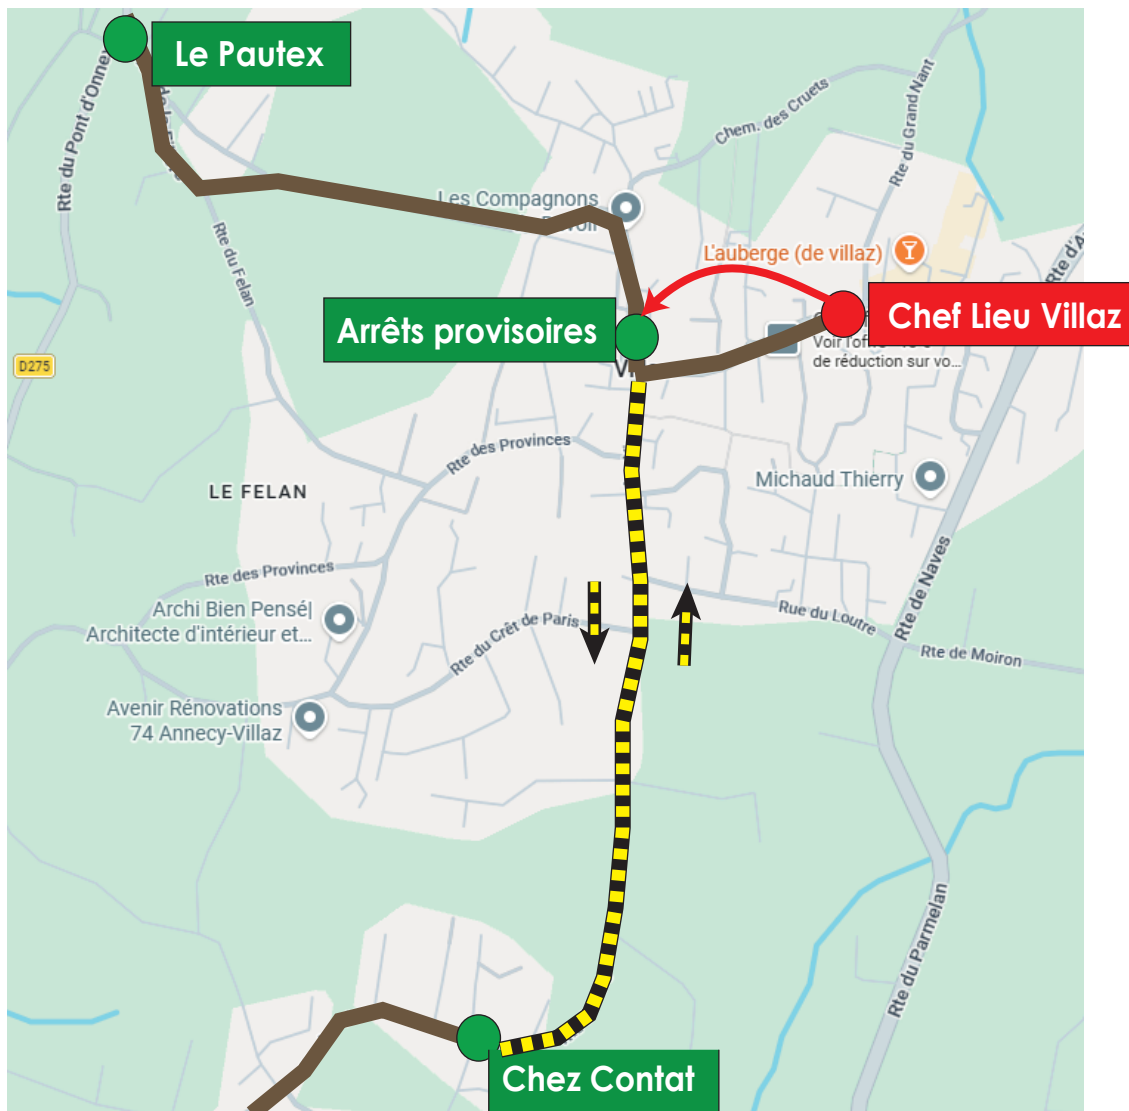 Le Pautex
Rte du Pont d'Onnex
Chem. des Cruets
Rte du Grand Nant
Les Compagnons
Rte du Felan
L'auberge (de villaz)
Rte d'A
Chef Lieu Villaz
Arrêts provisoires
Voir l'offre
de réduction sur vo...
D275
Rte des Provinces
Michaud Thierry
LE FELAN
Rte des Provinces
Rte de Naves
Archi Bien Pensé|
Architecte d'intérieur et...
Rte du Crêt de Paris
Rue du Loutre
Rte de Moiron
Avenir Rénovations
74 Annecy-Villaz
Rte du Parmelan
Chez Contat